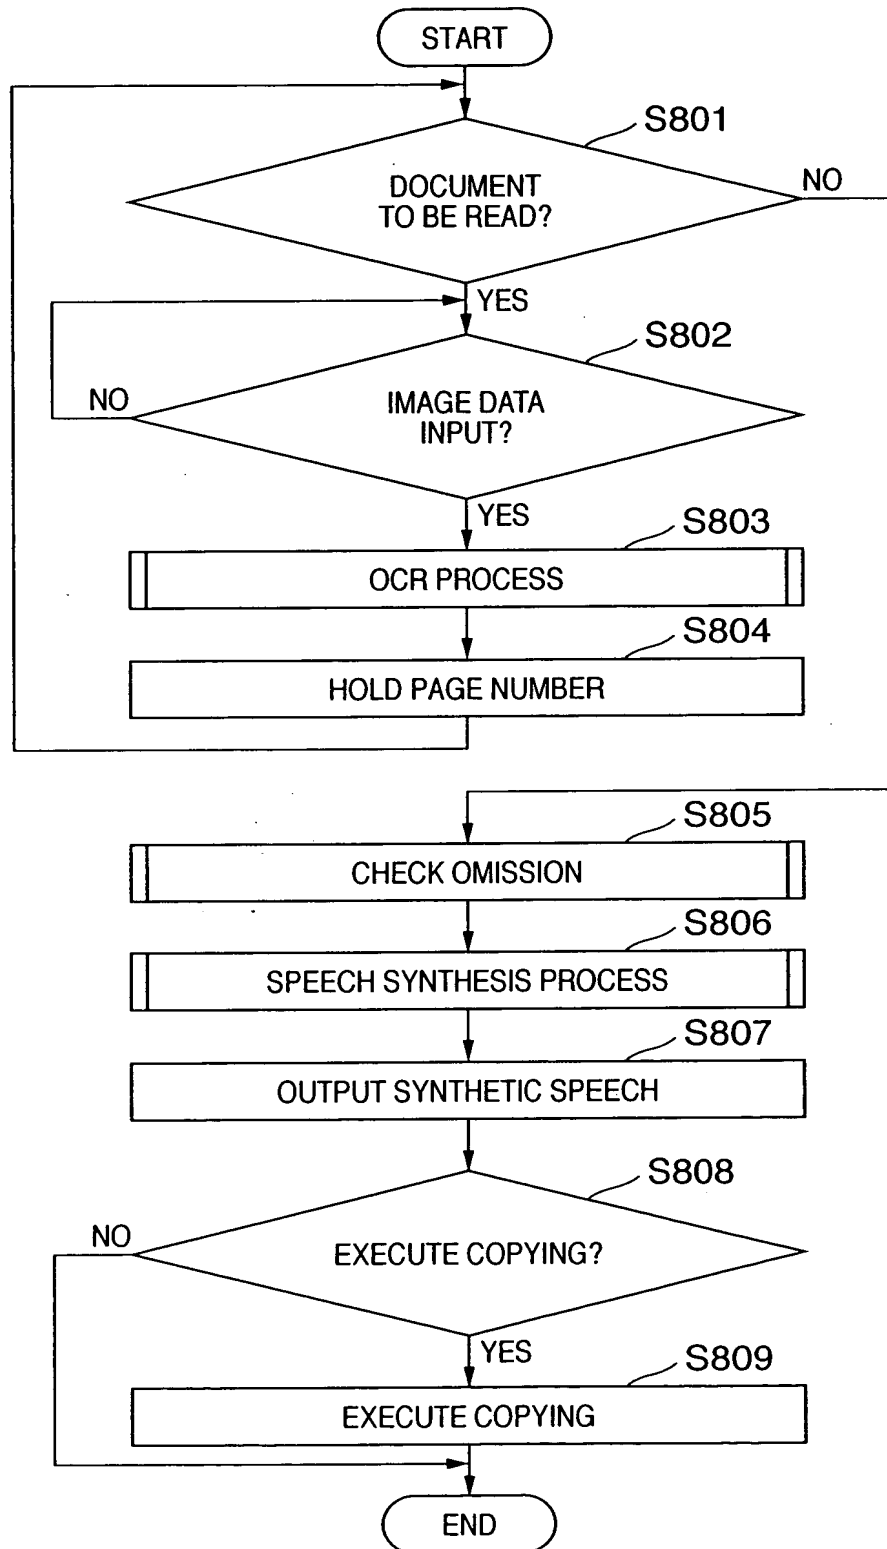 START
S801
DOCUMENT
TO BE READ?
NO
YES
S802
NO
IMAGE DATA
INPUT?
YES
S803
OCR PROCESS
S804
HOLD PAGE NUMBER
S805
CHECK OMISSION
S806
SPEECH SYNTHESIS PROCESS
S807
OUTPUT SYNTHETIC SPEECH
S808
NO
EXECUTE COPYING?
YES
S809
EXECUTE COPYING
END